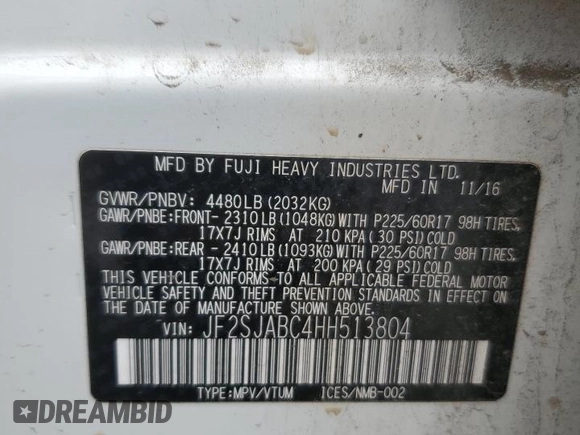 MFD BY FUJI HEAVY INDUSTRIES LTD.
MFD IN 11/16
GVWR/PNBV: 4480LB (2032KG)
GAWR/PNBE:FRONT- 2310LB (1048KG) WITH P225/60R17 98H TIRES,
17X7J RIMS AT 210 KPA (30 PSI) COLD
GAWR/PNBE:REAR - 2410LB (1093KG) WITH P225/60R17 98H TIRES,
17X7J RIMS AT 200 KPA (29 PSI) COLD
THIS VEHICLE CONFORMS TO ALL APPLICABLE FEDERAL MOTOR
VEHICLE SAFETY AND THEFT PREVENTION STANDARDS IN EFFECT
ON THE DATE OF MANUFACTURE SHOWN ABOVE.
VIN: JF2SJABC4HH513804
TYPE:MPV/VTUM ICES/NMB-002
DREAMBID